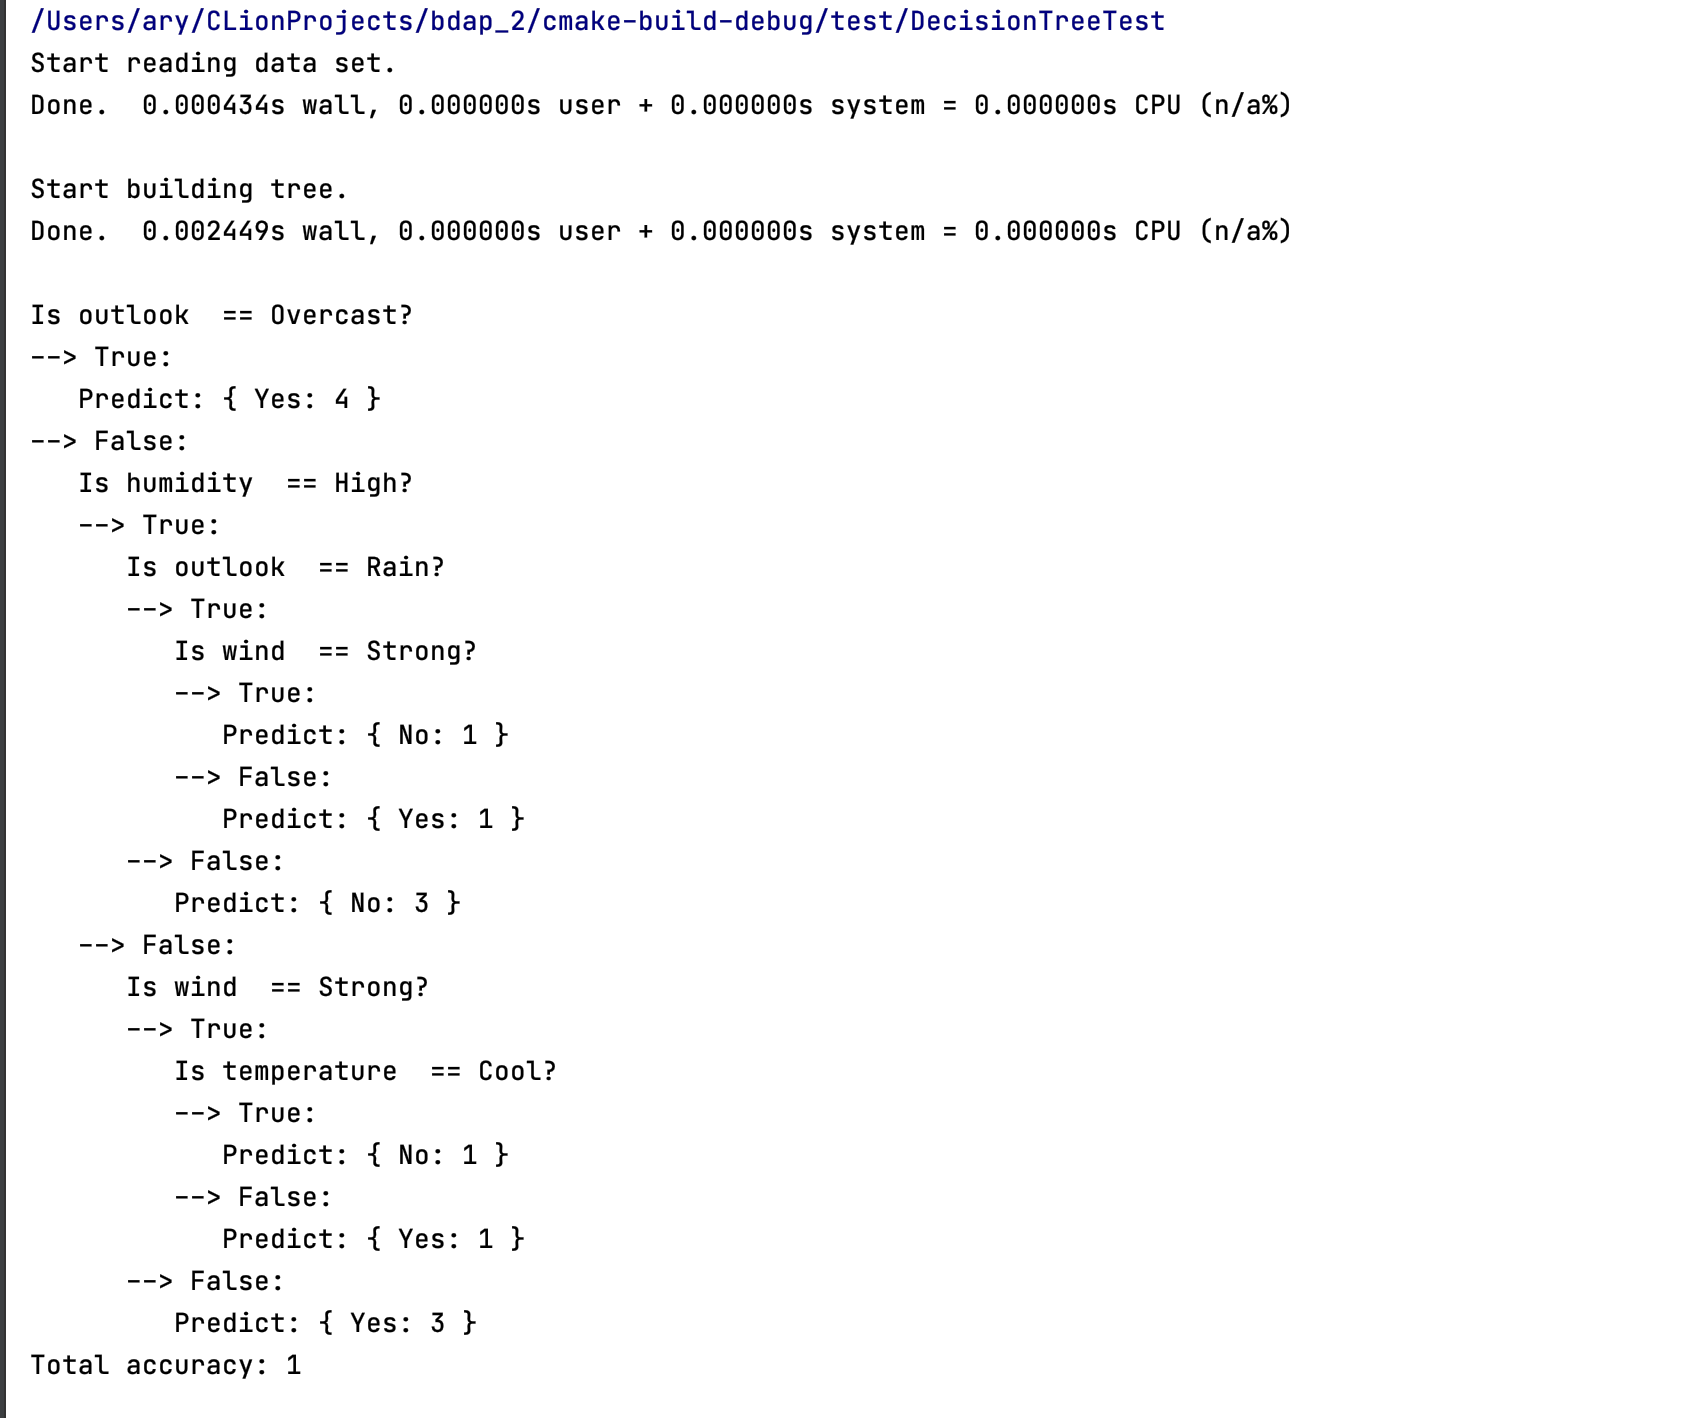 /Users/ary/CLionProjects/bdap_2/cmake-build-debug/test/DecisionTreeTest
Start reading data set.
Done.  0.000434s wall, 0.000000s user + 0.000000s system = 0.000000s CPU (n/a%)

Start building tree.
Done.  0.002449s wall, 0.000000s user + 0.000000s system = 0.000000s CPU (n/a%)

Is outlook  == Overcast?
--> True:
   Predict: { Yes: 4 }
--> False:
   Is humidity  == High?
   --> True:
      Is outlook  == Rain?
      --> True:
         Is wind  == Strong?
         --> True:
            Predict: { No: 1 }
         --> False:
            Predict: { Yes: 1 }
      --> False:
         Predict: { No: 3 }
   --> False:
      Is wind  == Strong?
      --> True:
         Is temperature  == Cool?
         --> True:
            Predict: { No: 1 }
         --> False:
            Predict: { Yes: 1 }
      --> False:
         Predict: { Yes: 3 }
Total accuracy: 1